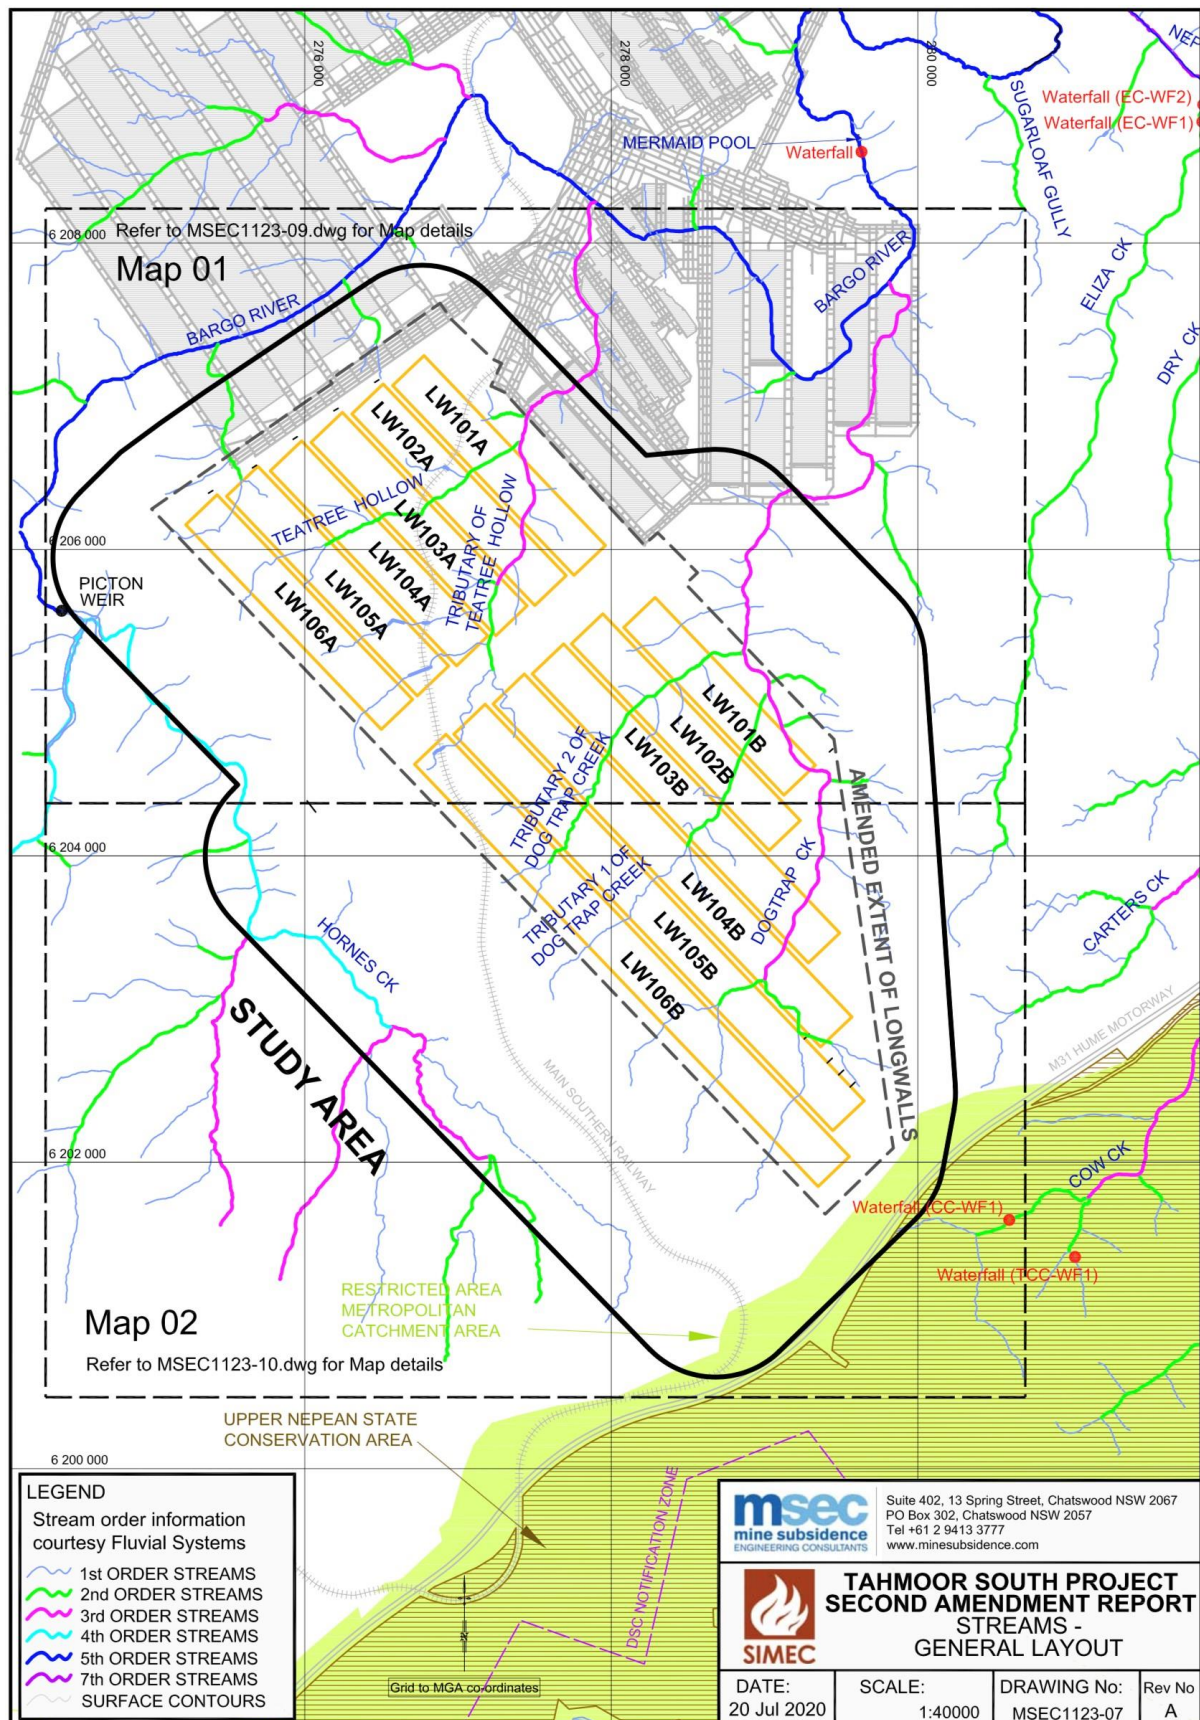 276 000
278 000
280 000
NEP
Waterfall (EC-WF2)
Waterfall (EC-WF1)
SUGARLOAF GULLY
MERMAID POOL
Waterfall
6 208 000
Refer to MSEC1123-09.dwg for Map details
Map 01
BARGO RIVER
BARGO RIVER
ELIZA CK
DRY CK
LW101A
LW102A
TEATREE HOLLOW
LW103A
TRIBUTARY OF
TEATREE HOLLOW
LW104A
LW105A
LW106A
6 206 000
PICTON
WEIR
LW101B
LW102B
LW103B
TRIBUTARY 2 OF
DOG TRAP CREEK
AMENDED EXTENT OF LONGWALLS
6 204 000
TRIBUTARY 1 OF
DOG TRAP CREEK
DOGTRAP CK
LW104B
LW105B
LW106B
CARTERS CK
HORNES CK
STUDY AREA
M31 HUME MOTORWAY
MAIN SOUTHERN RAILWAY
6 202 000
COW CK
Waterfall (CC-WF1)
Waterfall (TCC-WF1)
RESTRICTED AREA
METROPOLITAN
CATCHMENT AREA
Map 02
Refer to MSEC1123-10.dwg for Map details
UPPER NEPEAN STATE
CONSERVATION AREA
6 200 000
DSC NOTIFICATION ZONE
N
Grid to MGA co-ordinates
LEGEND
Stream order information
courtesy Fluvial Systems
1st ORDER STREAMS
2nd ORDER STREAMS
3rd ORDER STREAMS
4th ORDER STREAMS
5th ORDER STREAMS
7th ORDER STREAMS
SURFACE CONTOURS
msec
mine subsidence
ENGINEERING CONSULTANTS
Suite 402, 13 Spring Street, Chatswood NSW 2067
PO Box 302, Chatswood NSW 2057
Tel +61 2 9413 3777
www.minesubsidence.com
SIMEC
TAHMOOR SOUTH PROJECT
SECOND AMENDMENT REPORT
STREAMS -
GENERAL LAYOUT
DATE:
20 Jul 2020
SCALE:
1:40000
DRAWING No:
MSEC1123-07
Rev No
A